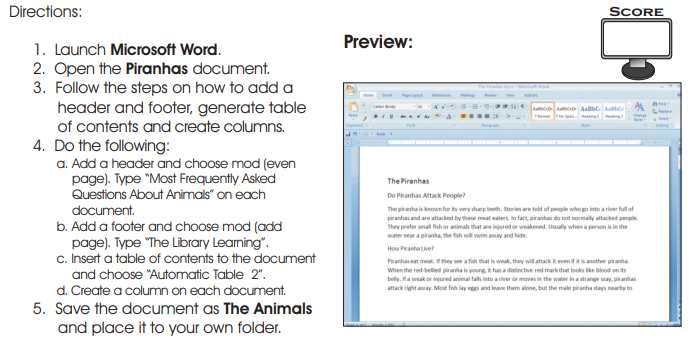 Directions:
SCORE
Preview:
1. Launch Microsoft Word.
2. Open the Piranhas document.
3. Follow the steps on how to add a
header and footer, generate table
of contents and create columns.
4. Do the following:
a. Add a header and choose mod (even
page). Type “Most Frequently Asked
Questions About Animals” on each
document.
b. Add a footer and choose mod (add
page). Type “The Library Learning”.
c. Insert a table of contents to the document
and choose “Automatic Table 2”.
d. Create a column on each document.
5. Save the document as The Animals
and place it to your own folder.
The Piranhas
Do Piranhas Attack People?
The piranha is known for its very sharp teeth. Stories are told of people who go into a river full of
piranhas and are attacked by these meat eaters. In fact, piranhas do not normally attacked people.
They prefer small fish or animals that are injured or weakened. Usually when a person is in the
water near a piranha, the fish will swim away and hide.
How Piranha Live?
Piranhas eat meat. If they see a fish that is weak, they will attack it even if it is another piranha.
When the red-bellied piranha is young, it has a distinctive red mark that looks like blood on its
belly. If a weak or injured animal falls into a river or moves in the water in a strange way, piranhas
attack right away. Most fish lay eggs and leave them alone, but the male piranha stays nearby to